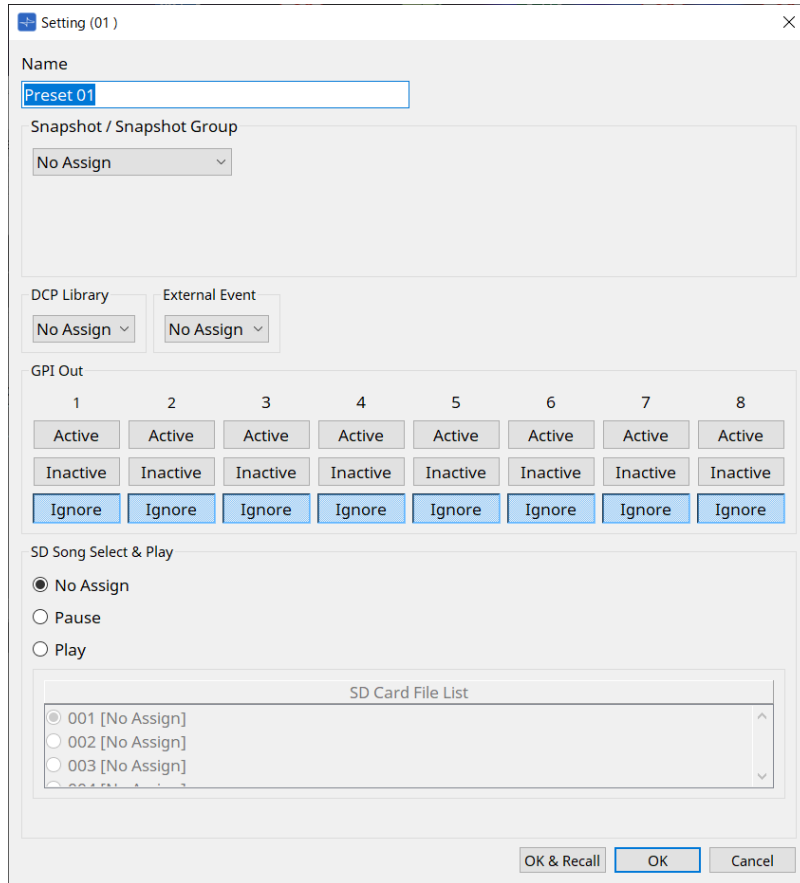 Setting (01 )
Name
Preset 01
Snapshot / Snapshot Group
No Assign
DCP Library External Event
No Assign No Assign
GPI Out
1 2 3 4 5 6 7 8
Active Active Active Active Active Active Active Active
Inactive Inactive Inactive Inactive Inactive Inactive Inactive Inactive
Ignore Ignore Ignore Ignore Ignore Ignore Ignore Ignore
SD Song Select & Play
No Assign
Pause
Play
SD Card File List
001 [No Assign]
002 [No Assign]
003 [No Assign]
OK & Recall OK Cancel